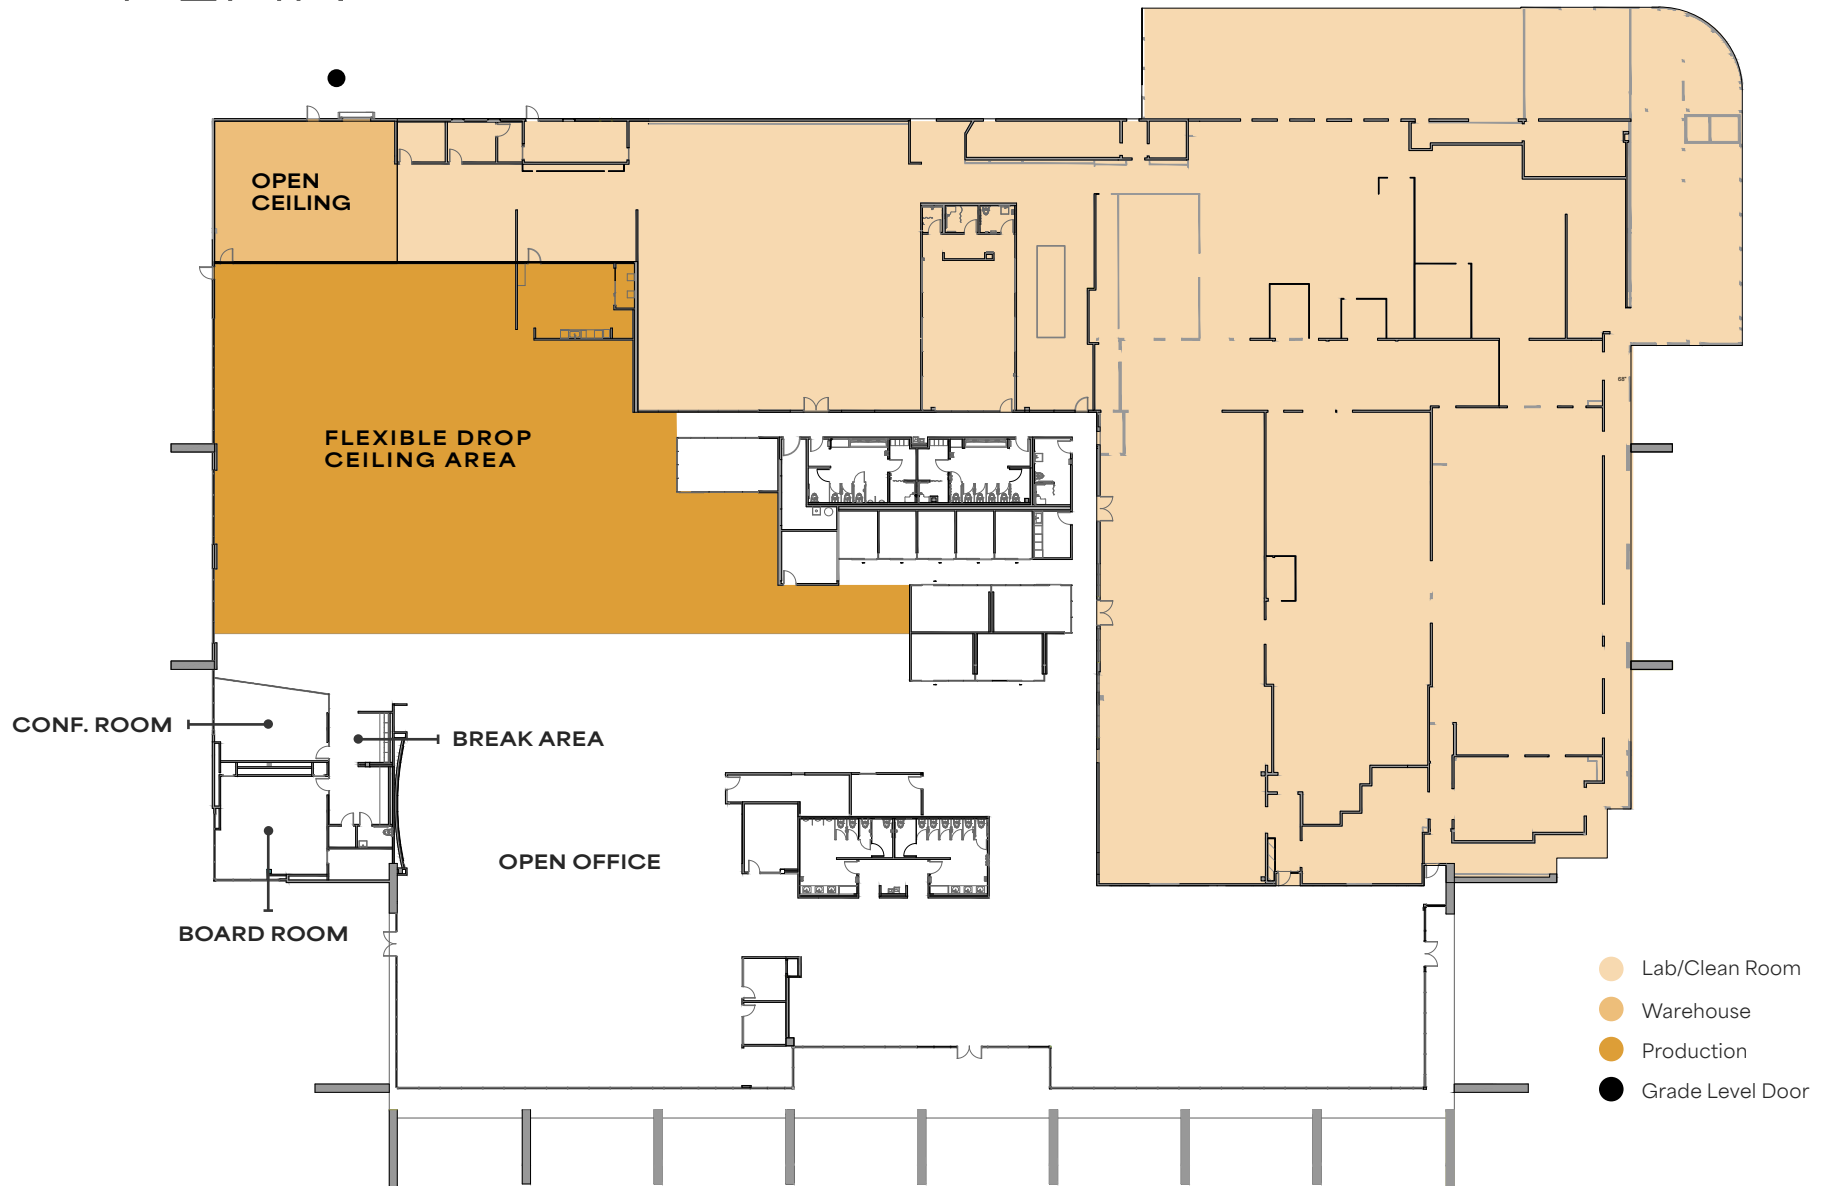 OPEN
CEILING
FLEXIBLE DROP
CEILING AREA
68"
CONF. ROOM
BREAK AREA
OPEN OFFICE
BOARD ROOM
Lab/Clean Room
Warehouse
Production
Grade Level Door